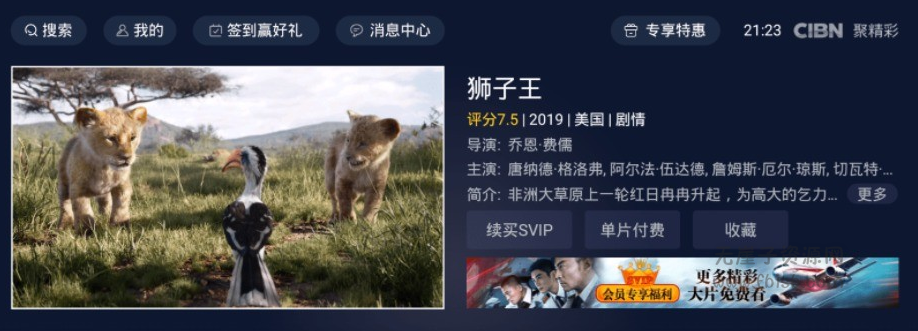 搜索 我的 签到赢好礼 消息中心 专享特惠 21:23 CIBN 聚精彩
狮子王
评分7.5 | 2019 | 美国 | 剧情
导演: 乔恩·费儒
主演: 唐纳德·格洛弗, 阿尔法·伍达德, 詹姆斯·厄尔·琼斯, 切瓦特·...
简介: 非洲大草原上一轮红日冉冉升起，为高大的乞力... 更多
续买SVIP 单片付费 收藏
SVIP
会员专享福利
更多精彩
大片免费看